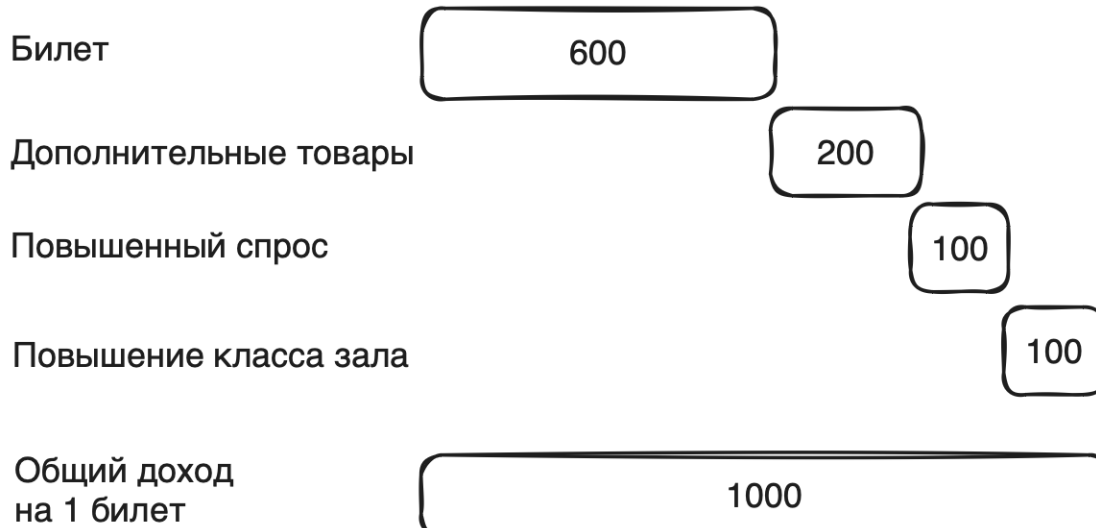 Билет
600
Дополнительные товары
200
Повышенный спрос
100
Повышение класса зала
100
Общий доход
на 1 билет
1000